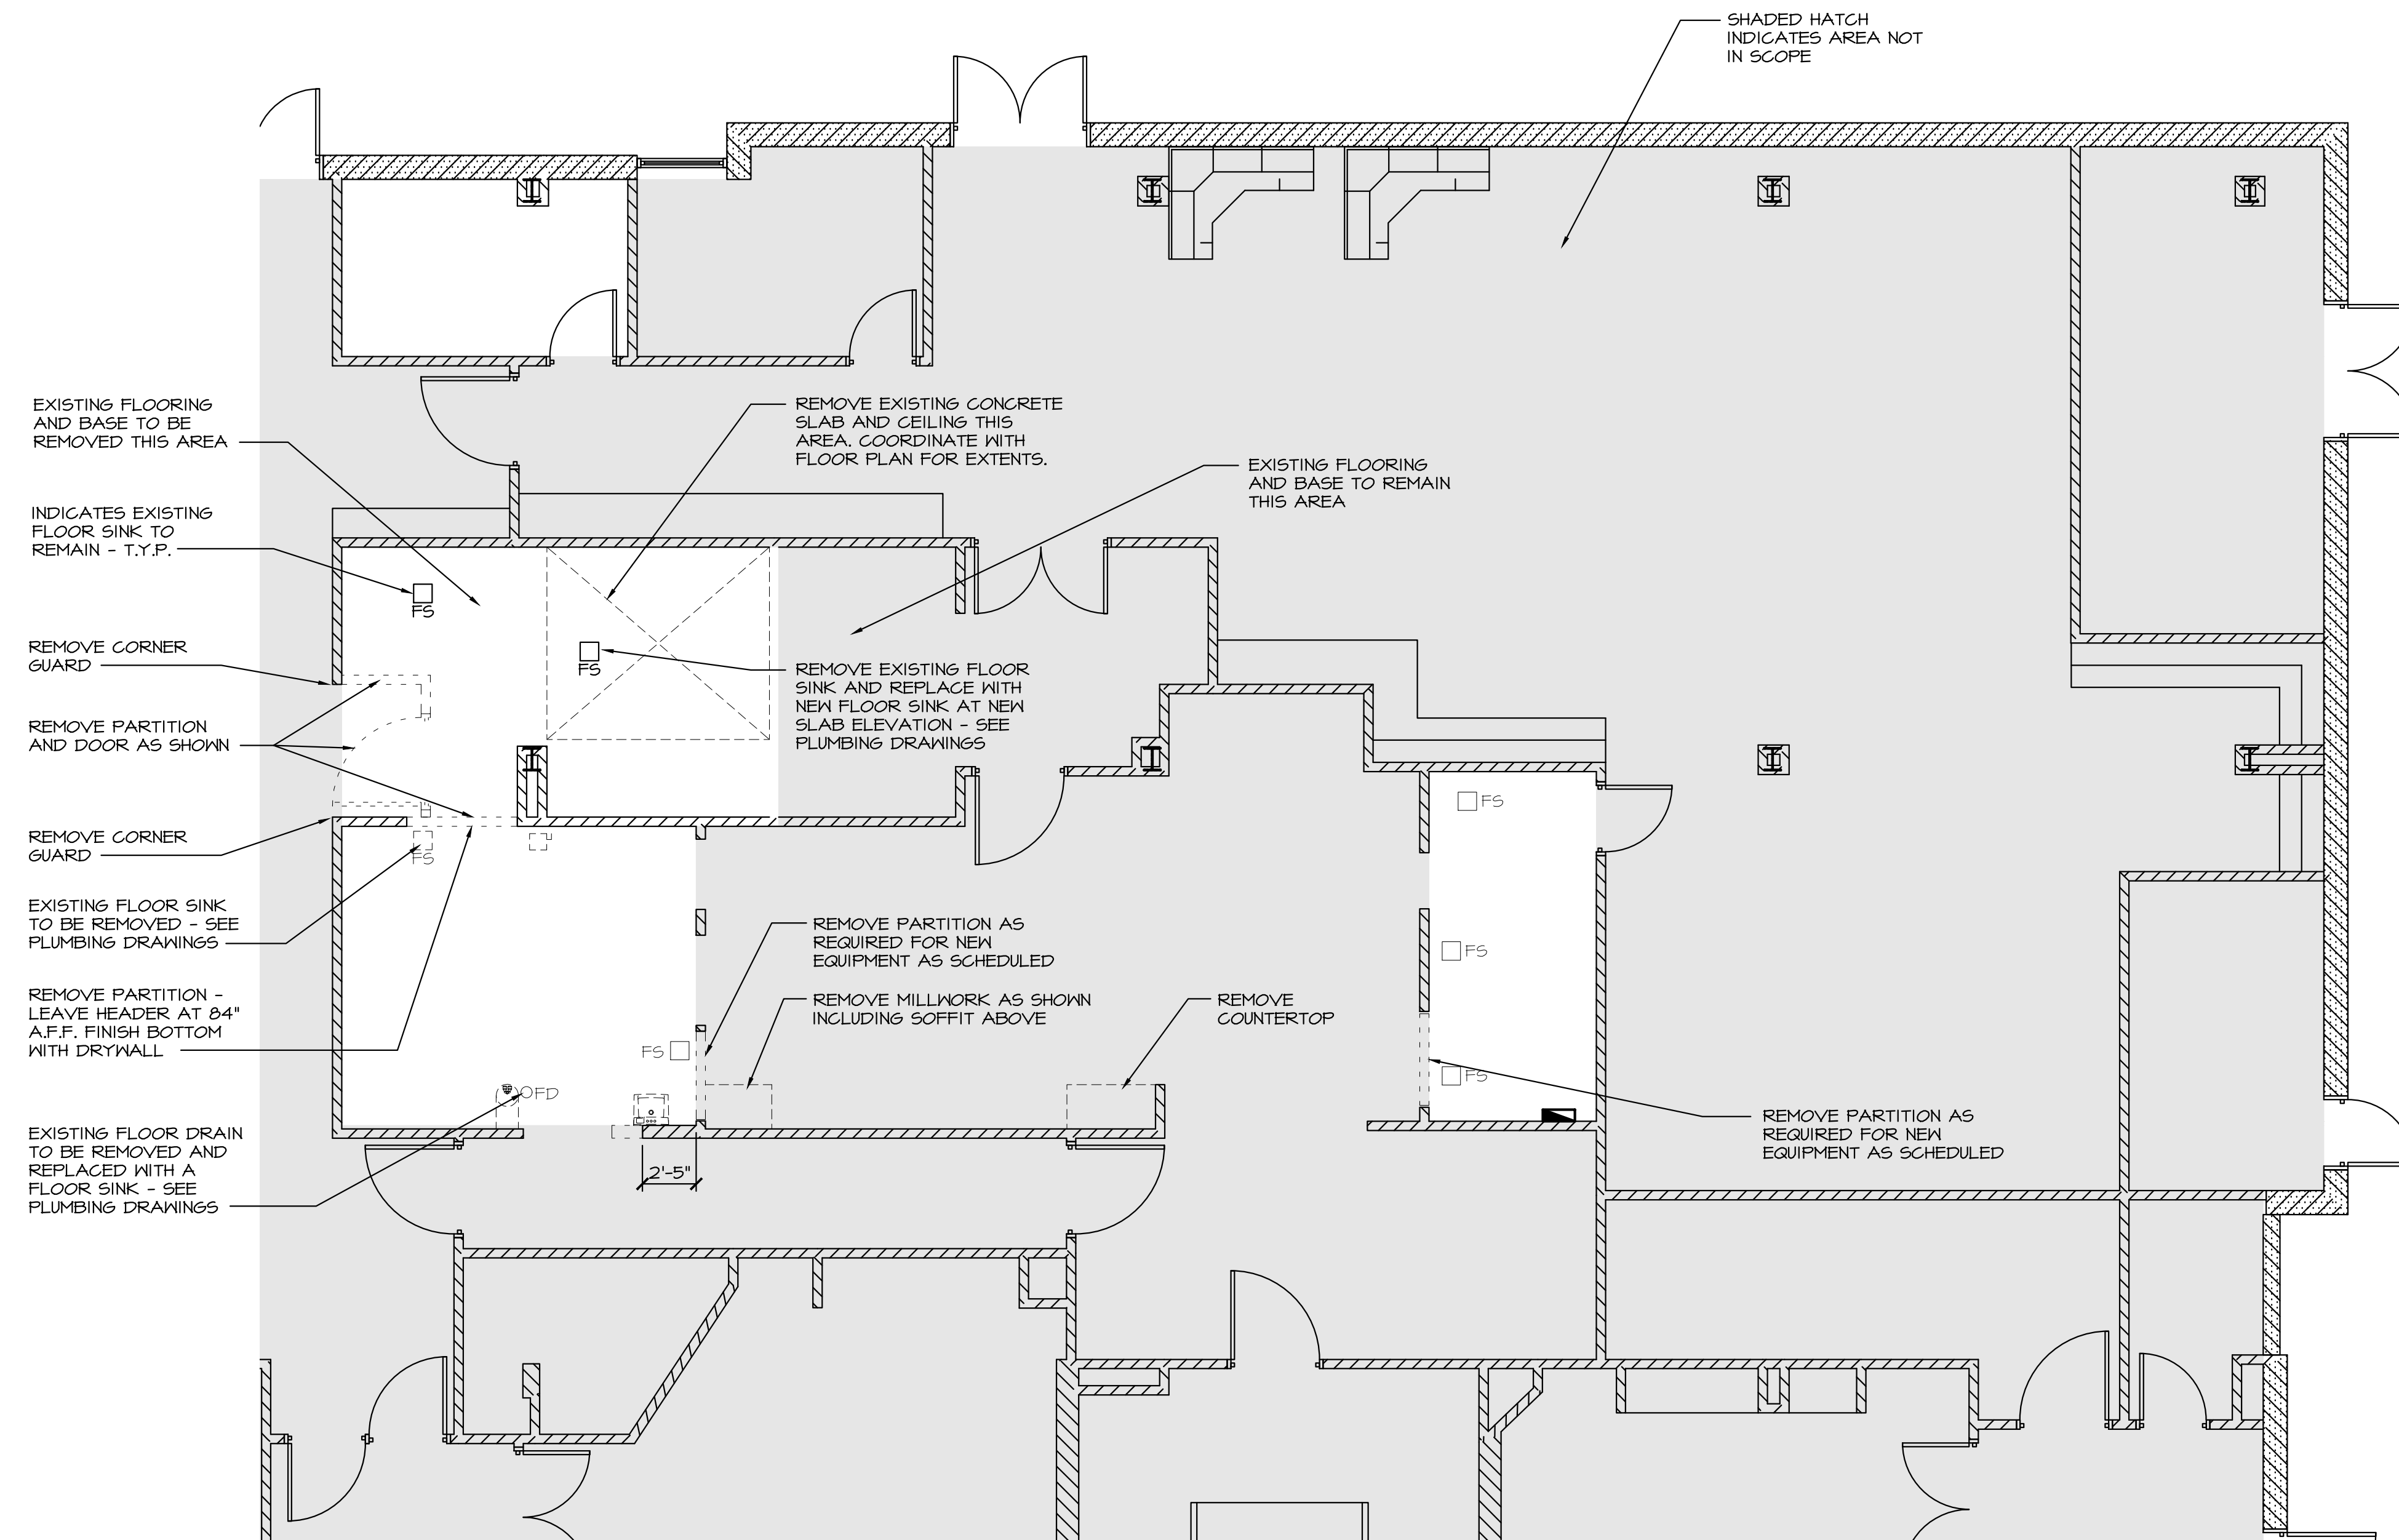 SHADED HATCH
INDICATES AREA NOT
IN SCOPE
EXISTING FLOORING
AND BASE TO BE
REMOVED THIS AREA
REMOVE EXISTING CONCRETE
SLAB AND CEILING THIS
AREA. COORDINATE WITH
FLOOR PLAN FOR EXTENTS.
EXISTING FLOORING
AND BASE TO REMAIN
THIS AREA
INDICATES EXISTING
FLOOR SINK TO
REMAIN - T.Y.P.
FS
REMOVE CORNER
GUARD
FS
REMOVE EXISTING FLOOR
SINK AND REPLACE WITH
NEW FLOOR SINK AT NEW
SLAB ELEVATION - SEE
PLUMBING DRAWINGS
REMOVE PARTITION
AND DOOR AS SHOWN
FS
REMOVE CORNER
GUARD
FS
EXISTING FLOOR SINK
TO BE REMOVED - SEE
PLUMBING DRAWINGS
REMOVE PARTITION AS
REQUIRED FOR NEW
EQUIPMENT AS SCHEDULED
FS
REMOVE PARTITION -
LEAVE HEADER AT 84"
A.F.F. FINISH BOTTOM
WITH DRYWALL
REMOVE MILLWORK AS SHOWN
INCLUDING SOFFIT ABOVE
REMOVE
COUNTERTOP
FS
FS
FD
REMOVE PARTITION AS
REQUIRED FOR NEW
EQUIPMENT AS SCHEDULED
EXISTING FLOOR DRAIN
TO BE REMOVED AND
REPLACED WITH A
FLOOR SINK - SEE
PLUMBING DRAWINGS
2'-5"